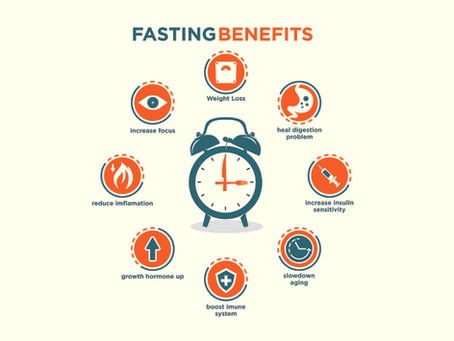 FASTING BENEFITS
Weight Loss
increase focus
heal digestion
problem
reduce imflamation
increase insulin
sensitivity
growth hormone up
slowdown
aging
boost imune
system